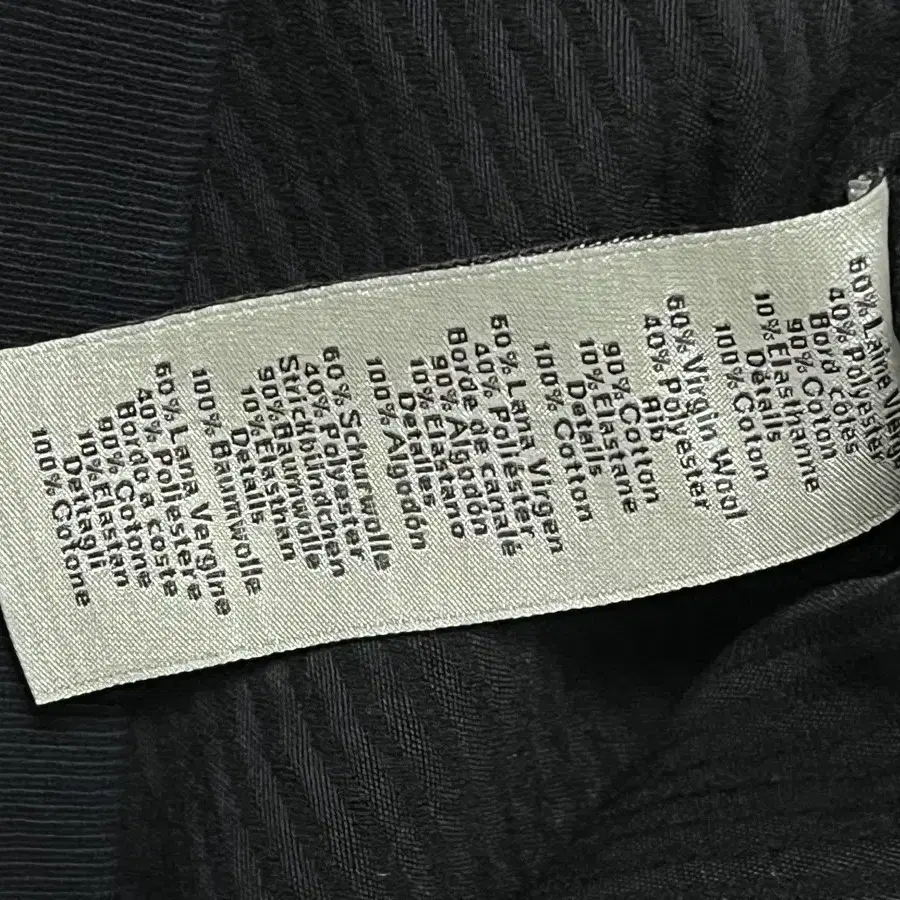 60% Laine
40% Polyester
Bord côtes
90% Coton
10% Elasthanne
Détails
100% Coton
60% Virgin Wool
40% Polyester
Rib
90% Cotton
10% Elastane
Details
100% Cotton
60% Lana Virgen
40% Poliéster
Borde de canalé
90% Algodón
10% Elastano
Detalles
100% Algodón
60% Schurwolle
40% Polyester
Strickbündchen
90% Baumwolle
10% Elasthan
Details
100% Baumwolle
60% Lana Vergine
40% Poliestere
Bordo a coste
90% Cotone
10% Elastan
Detagli
100% Cotone